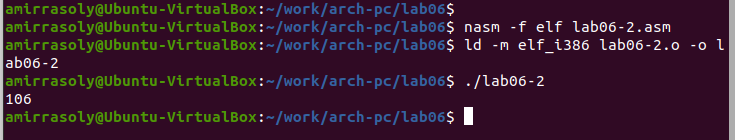 amirrasoly@Ubuntu-VirtualBox:~/work/arch-pc/lab06$
amirrasoly@Ubuntu-VirtualBox:~/work/arch-pc/lab06$ nasm -f elf lab06-2.asm
amirrasoly@Ubuntu-VirtualBox:~/work/arch-pc/lab06$ ld -m elf_i386 lab06-2.o -o l
ab06-2
amirrasoly@Ubuntu-VirtualBox:~/work/arch-pc/lab06$ ./lab06-2
106
amirrasoly@Ubuntu-VirtualBox:~/work/arch-pc/lab06$